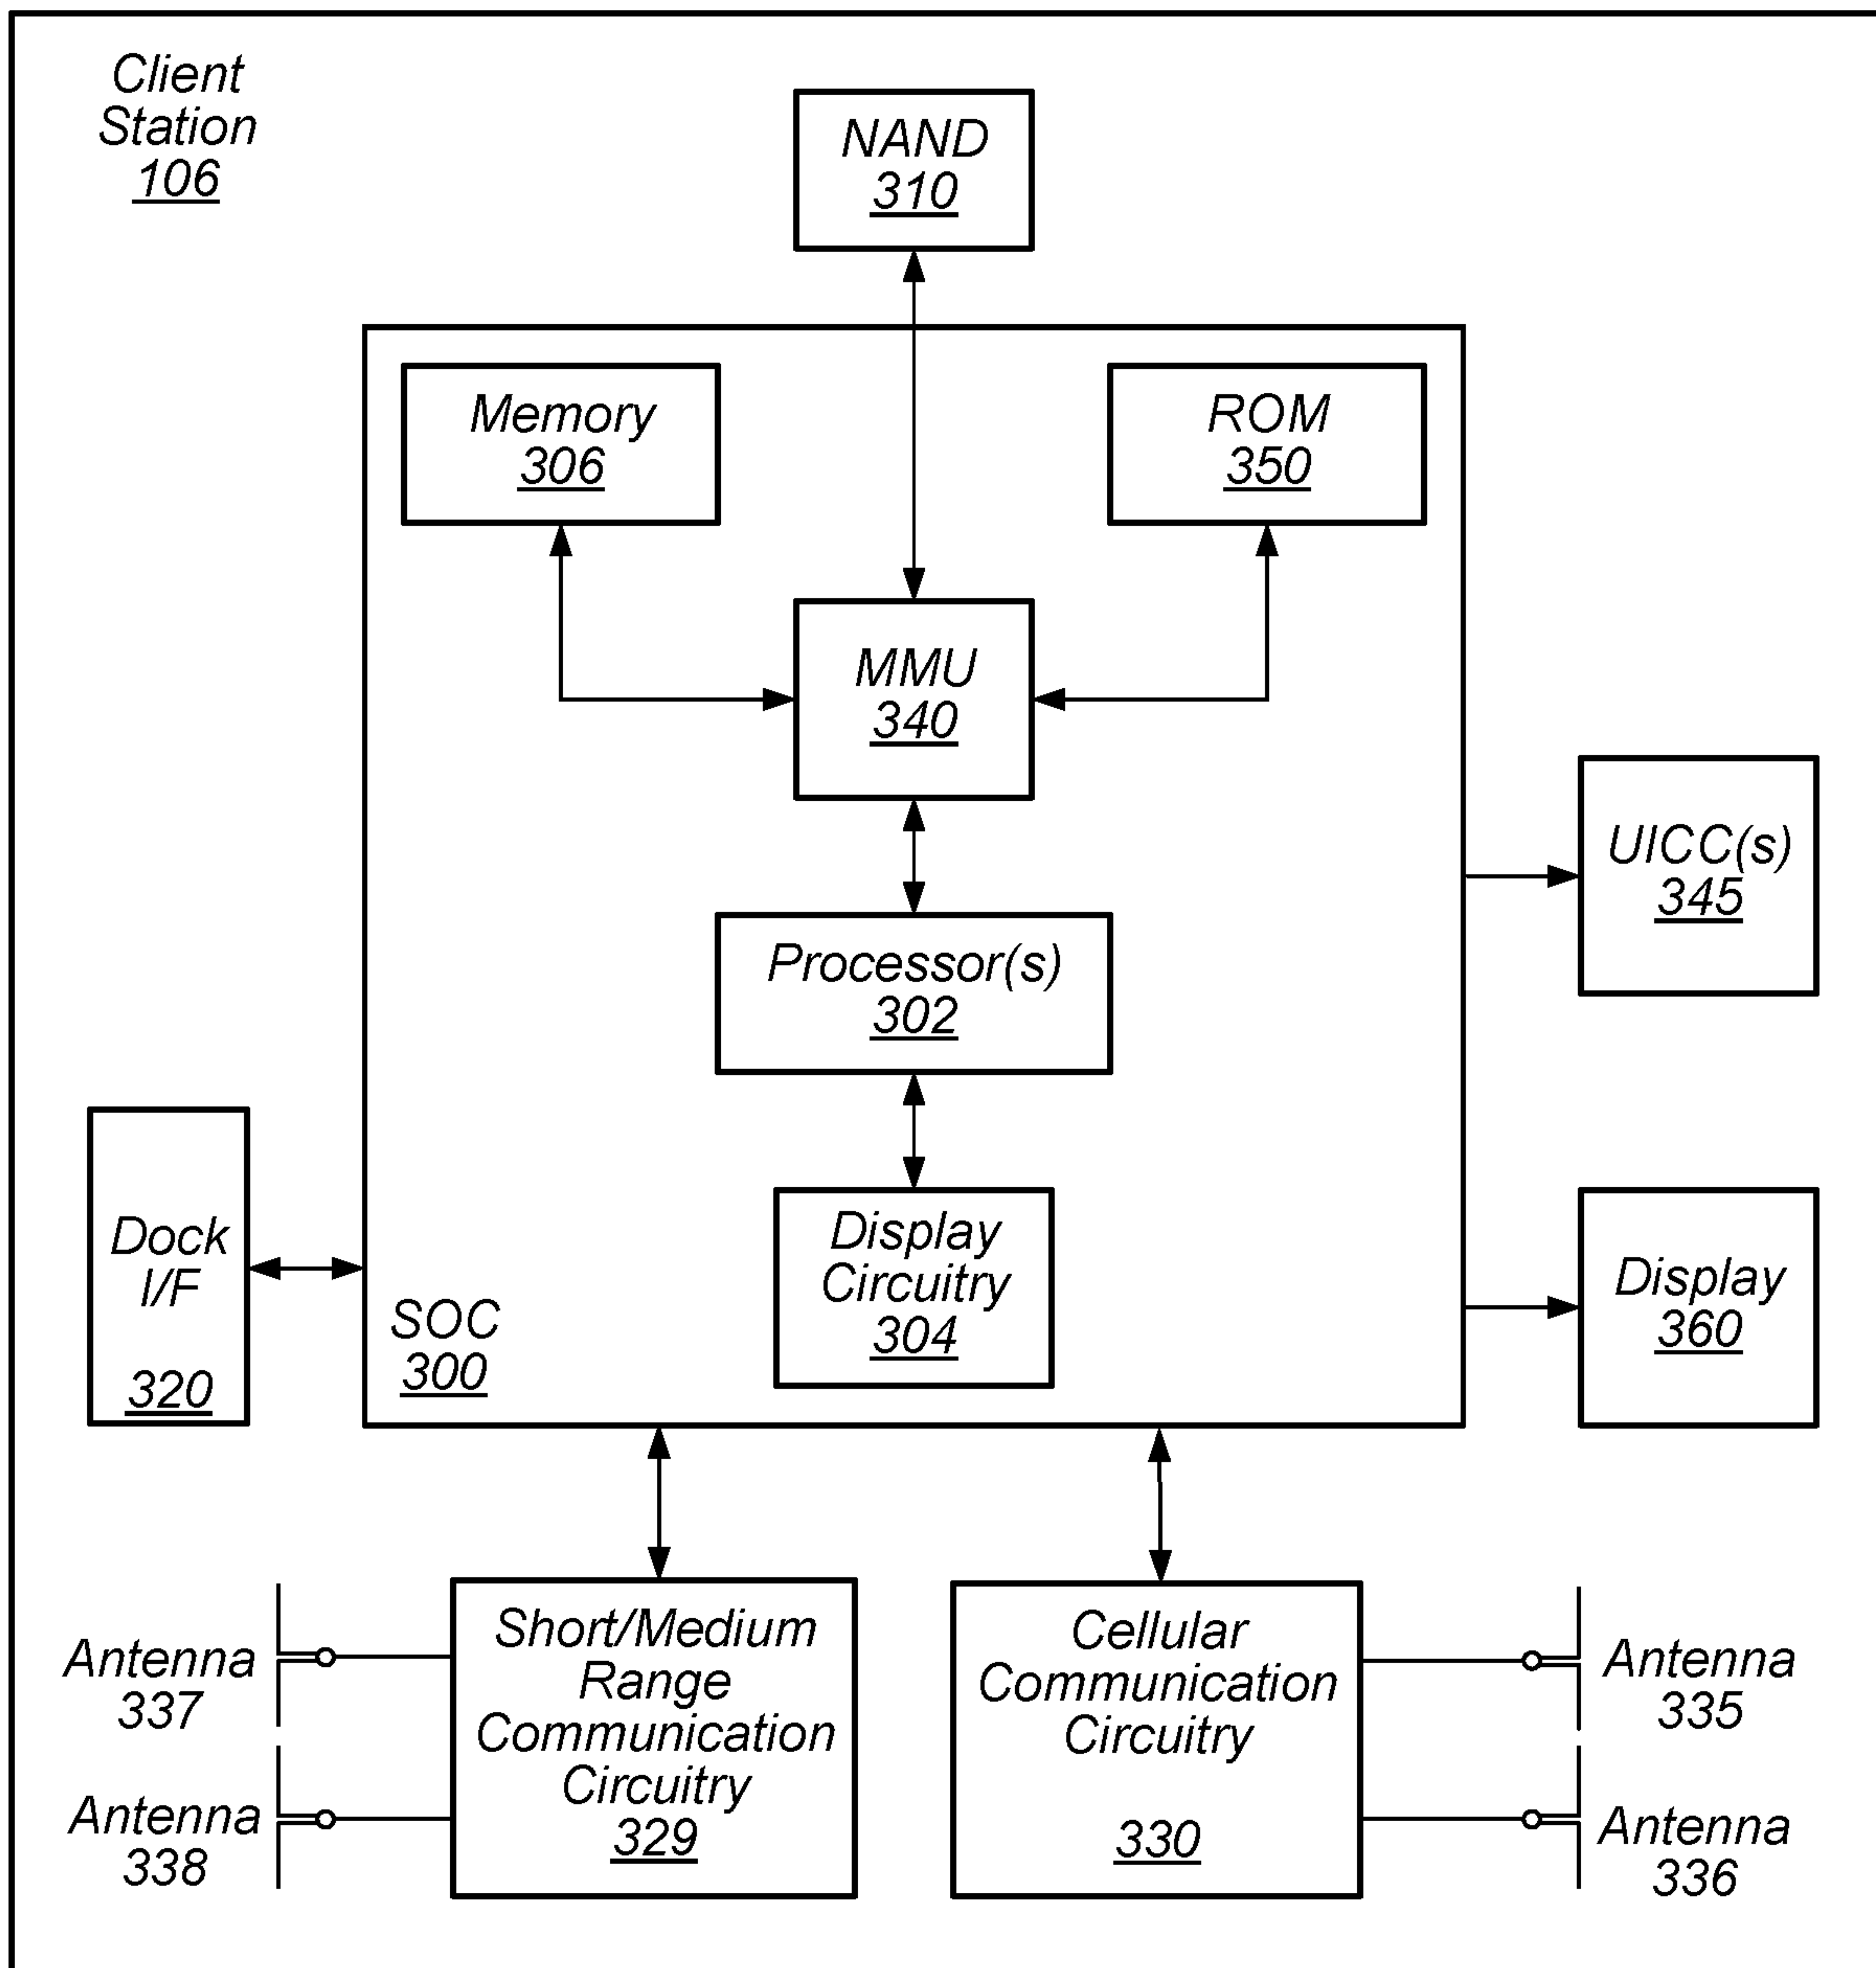 Client
Station
106
NAND
310
Memory
306
ROM
350
MMU
340
UICC(s)
345
Processor(s)
302
Dock
I/F
320
Display
Circuitry
304
SOC
300
Display
360
Short/Medium
Range
Communication
Circuitry
329
Cellular
Communication
Circuitry
330
Antenna
337
Antenna
338
Antenna
335
Antenna
336